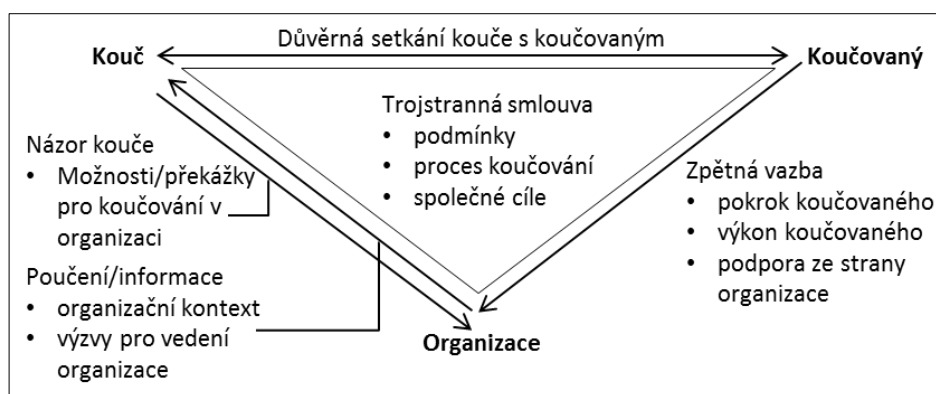 Důvěrná setkání kouče s koučovaným
Kouč
Koučovaný
Trojstranná smlouva
• podmínky
• proces koučování
• společné cíle
Názor kouče
• Možnosti/překážky
pro koučování v
organizaci
Zpětná vazba
• pokrok koučovaného
• výkon koučovaného
• podpora ze strany
organizace
Poučení/informace
• organizační kontext
• výzvy pro vedení
organizace
Organizace